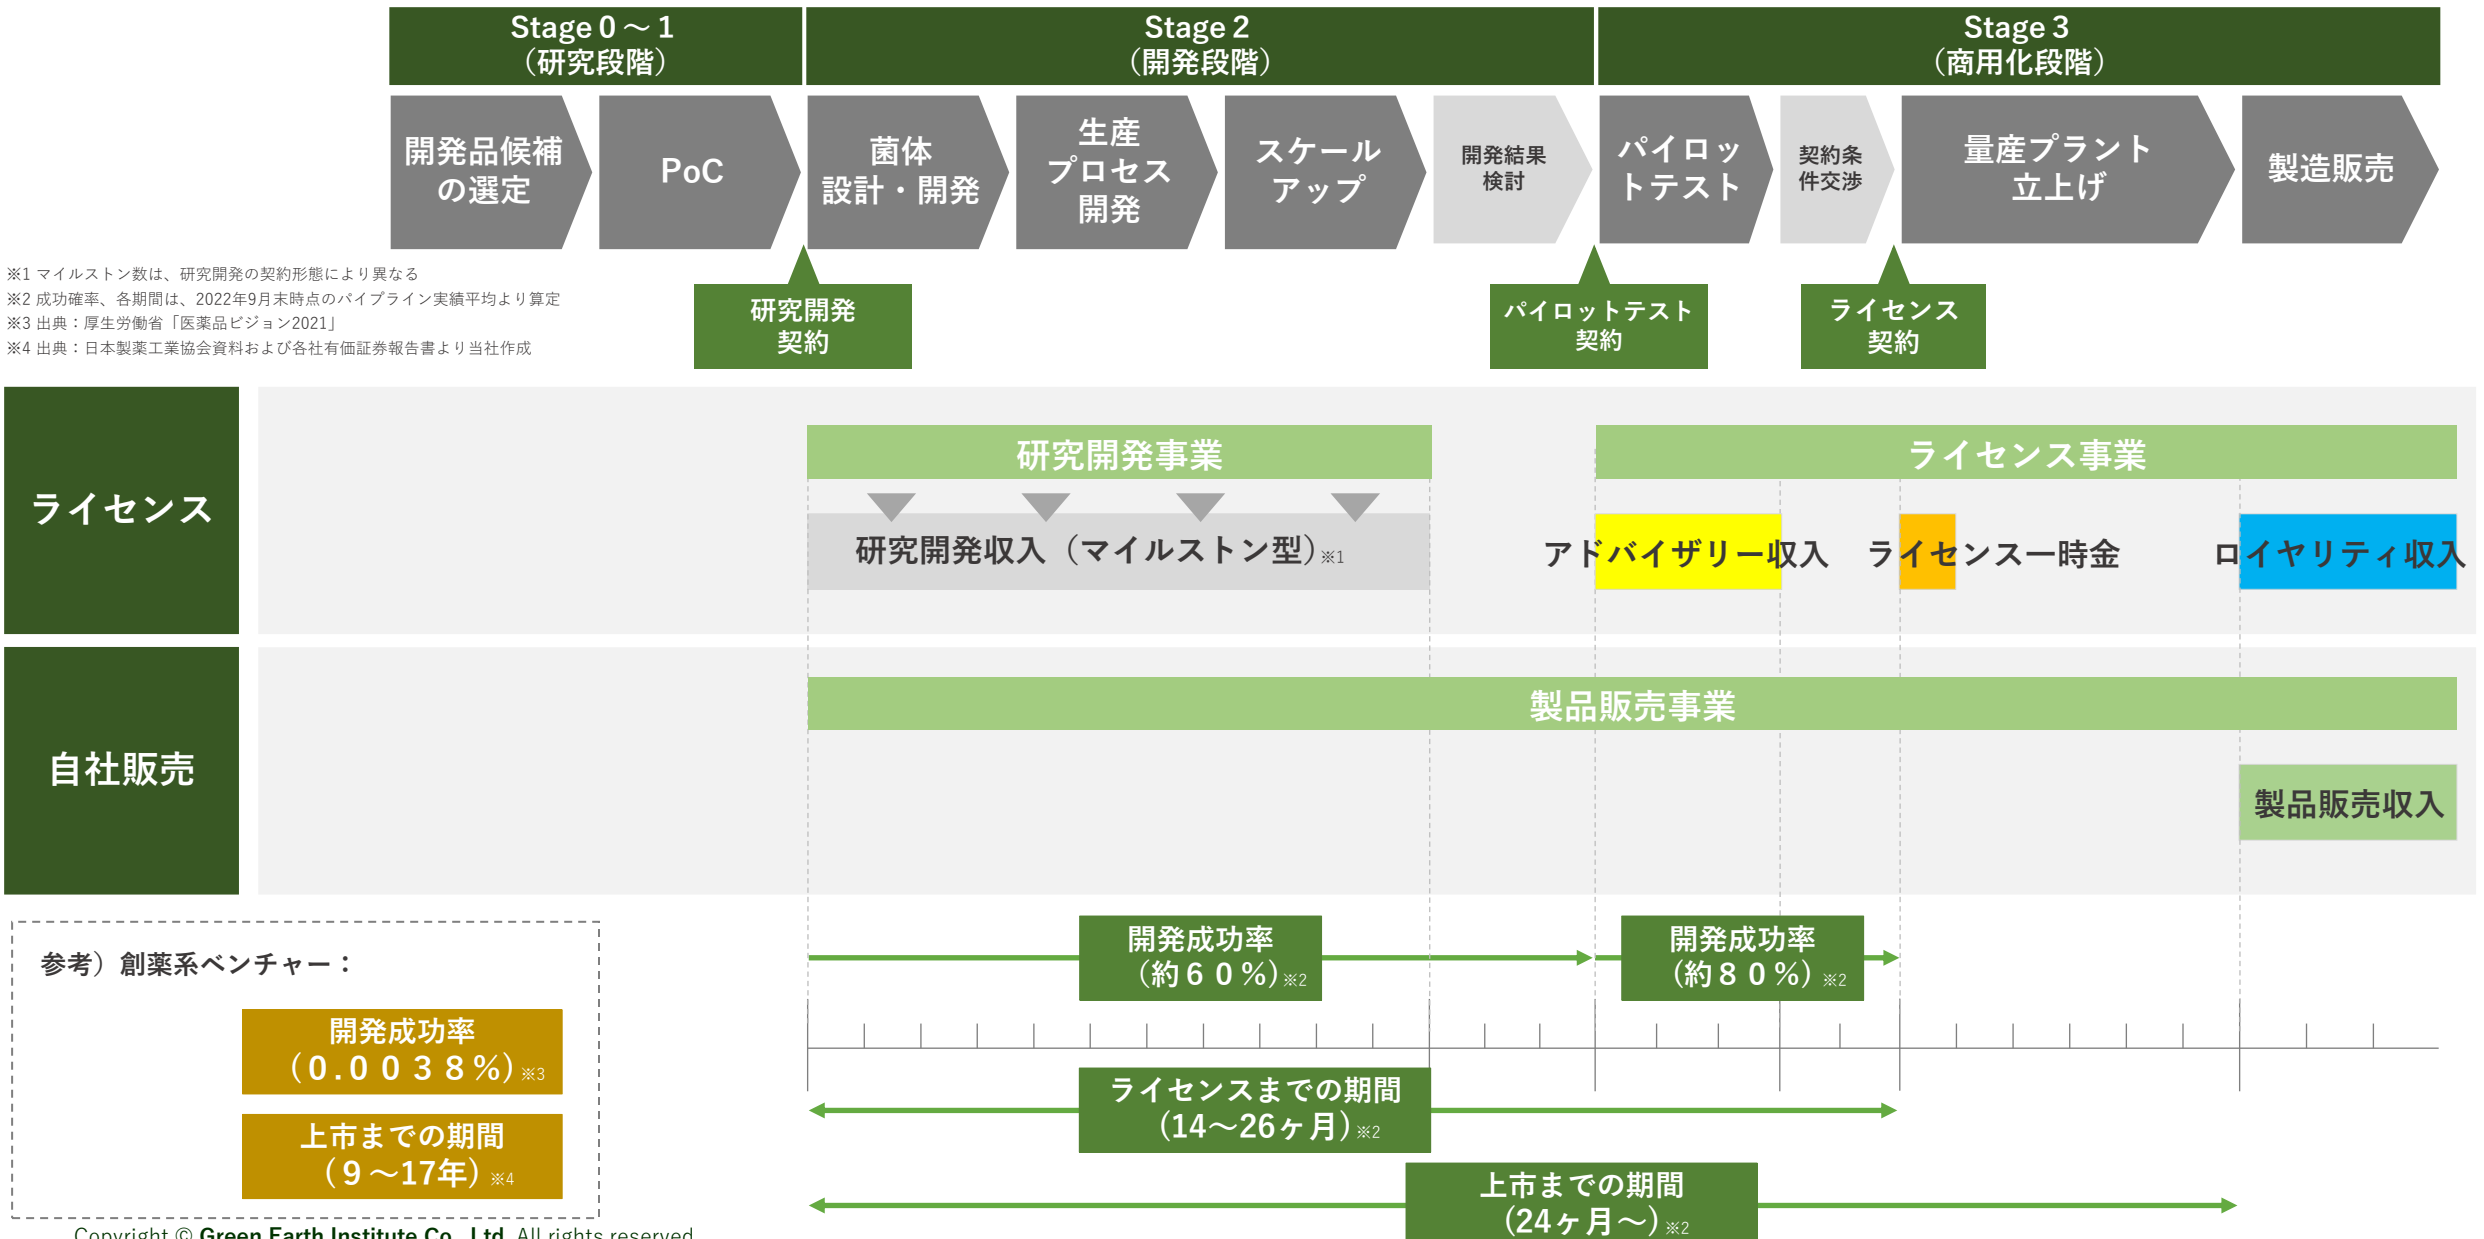 Stage 0 ～ 1
（研究段階）
Stage 2
（開発段階）
Stage 3
（商用化段階）
開発品候補
の選定
PoC
菌体
設計・開発
生産
プロセス
開発
スケール
アップ
開発結果
検討
パイロッ
トテスト
契約条
件交渉
量産プラント
立上げ
製造販売
※1 マイルストン数は、研究開発の契約形態により異なる
※2 成功確率、各期間は、2022年9月末時点のパイプライン実績平均より算定
※3 出典：厚生労働省「医薬品ビジョン2021」
※4 出典：日本製薬工業協会資料および各社有価証券報告書より当社作成
研究開発
契約
パイロットテスト
契約
ライセンス
契約
ライセンス
研究開発事業
ライセンス事業
研究開発収入（マイルストン型）※1
アドバイザリー収入
ライセンス一時金
ロイヤリティ収入
自社販売
製品販売事業
製品販売収入
参考）創薬系ベンチャー：
開発成功率
（０.００３８%）※3
上市までの期間
（９～17年）※4
開発成功率
（約６０%）※2
開発成功率
（約８０%）※2
ライセンスまでの期間
（14～26ヶ月）※2
上市までの期間
（24ヶ月～）※2
Copyright © Green Earth Institute Co., Ltd. All rights reserved